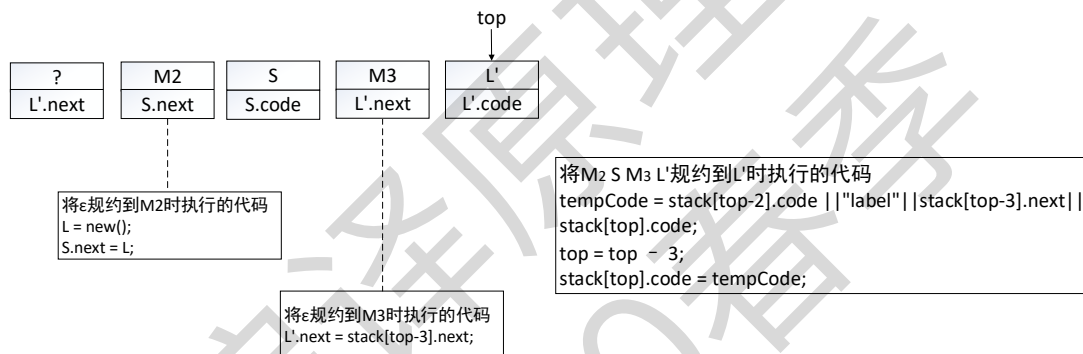 top
? M2 S M3 L'
L'.next S.next S.code L'.next L'.code
将ε规约到M2时执行的代码
L = new();
S.next = L;
将ε规约到M3时执行的代码
L'.next = stack[top-3].next;
将M2 S M3 L'规约到L'时执行的代码
tempCode = stack[top-2].code ||"label"||stack[top-3].next||
stack[top].code;
top = top – 3;
stack[top].code = tempCode;